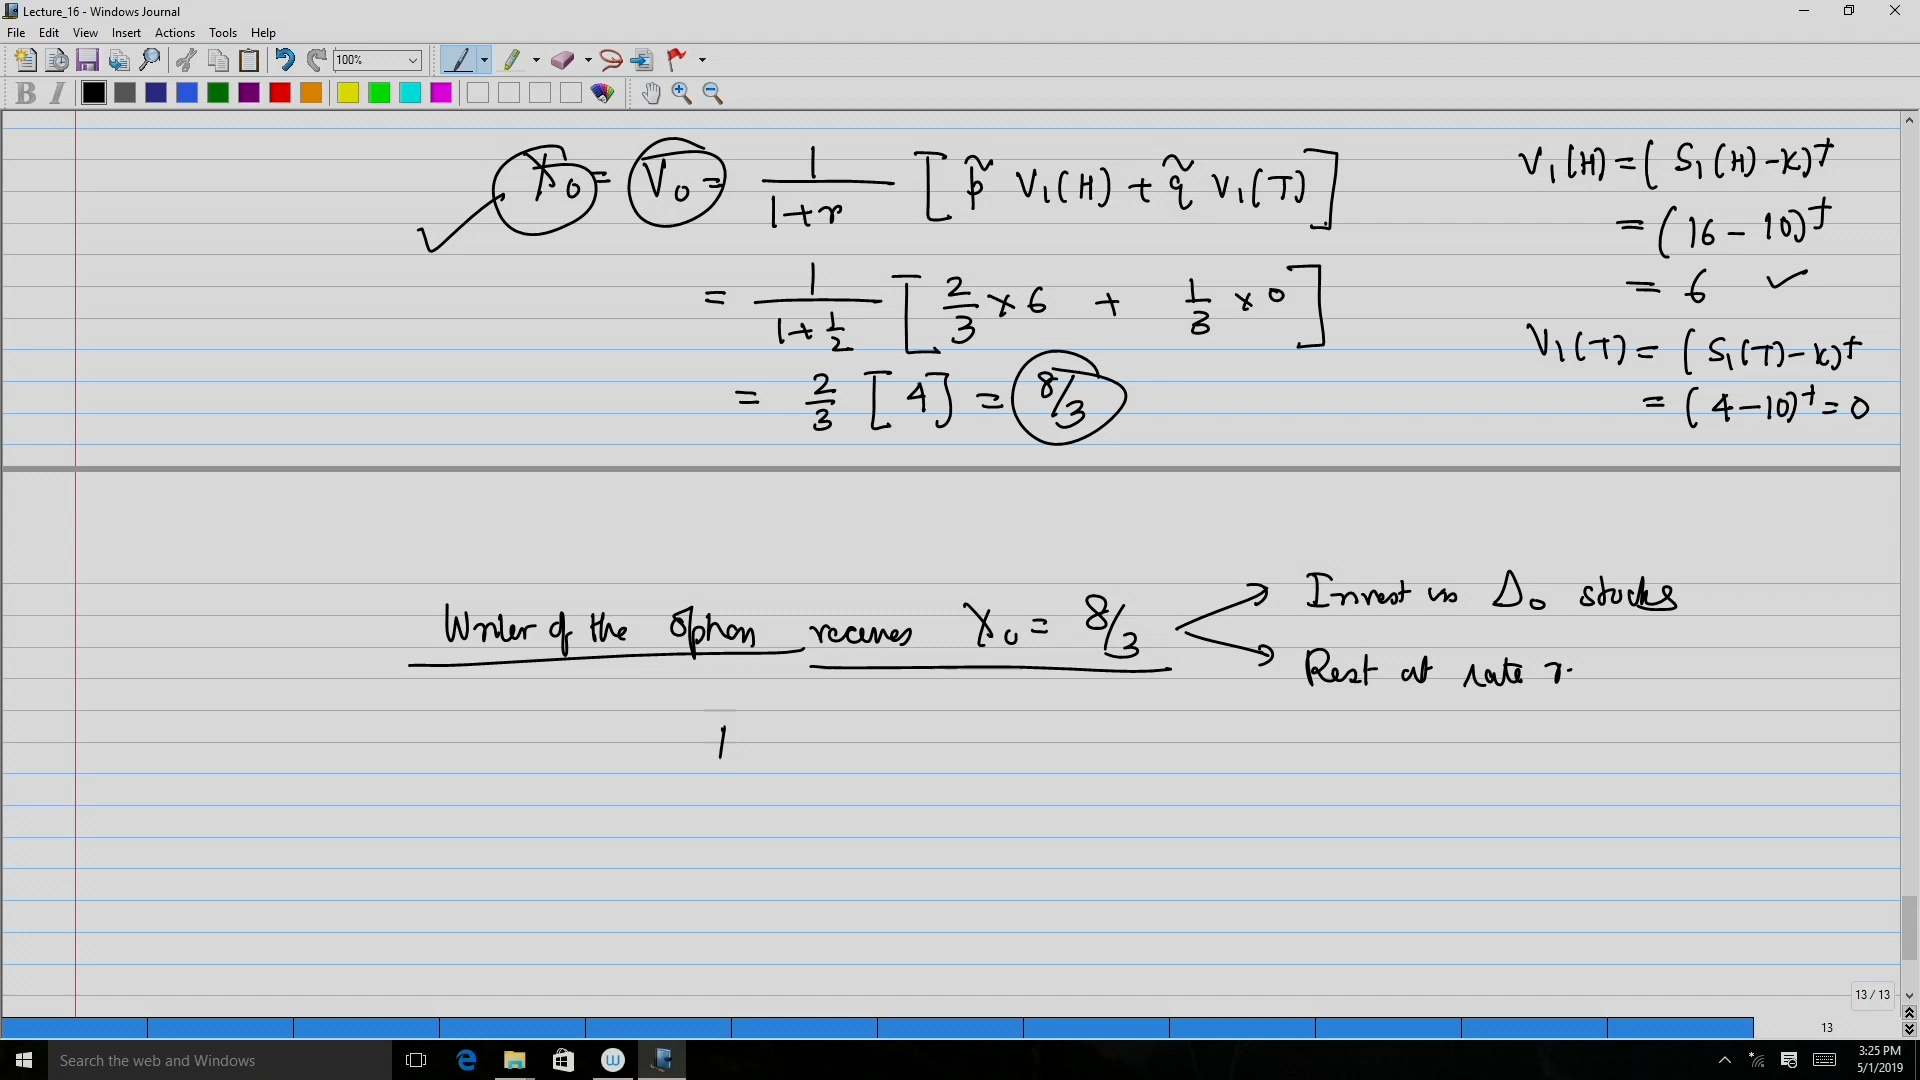 Lecture_16 - Windows Journal
File Edit View Insert Actions Tools Help
100%
B I
X₀ = V₀ = 1/(1+r) [p̃ V₁(H) + q̃ V₁(T)]
= 1/(1+1/2) [2/3 × 6 + 1/3 × 0]
= 2/3 [4] = 8/3
V₁(H) = (S₁(H) - K)⁺
= (16 - 10)⁺
= 6 ✓
V₁(T) = (S₁(T) - K)⁺
= (4 - 10)⁺ = 0
Writer of the option receives X₀ = 8/3
Invest in Δ₀ stocks
Rest at rate r.
13 / 13
13
Search the web and Windows
3:25 PM
5/1/2019